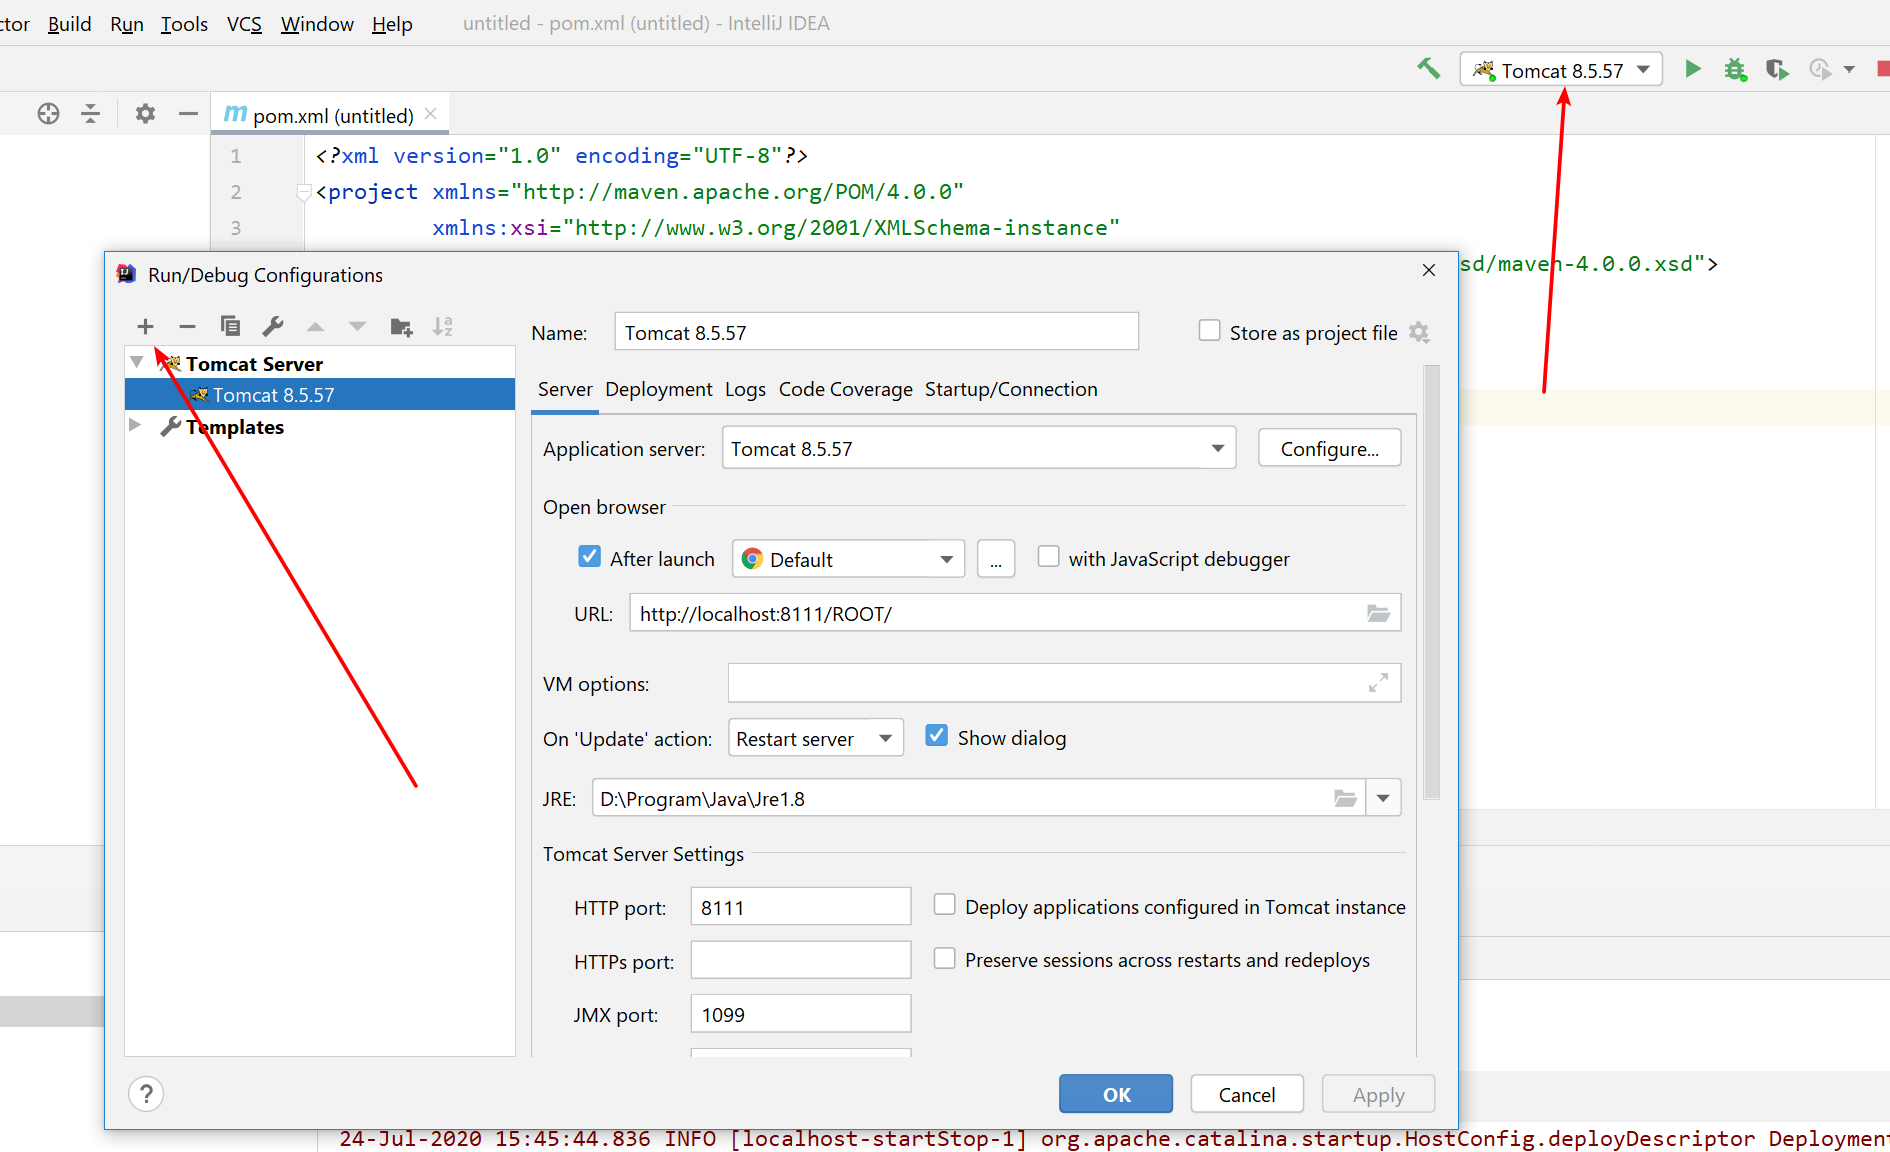 ctor Build Run Tools VCS Window Help untitled - pom.xml (untitled) - IntelliJ IDEA
Tomcat 8.5.57
m pom.xml (untitled)
1 <?xml version="1.0" encoding="UTF-8"?>
2 <project xmlns="http://maven.apache.org/POM/4.0.0"
3 xmlns:xsi="http://www.w3.org/2001/XMLSchema-instance"
sd/maven-4.0.0.xsd">
Run/Debug Configurations
Name: Tomcat 8.5.57 Store as project file
Tomcat Server
Tomcat 8.5.57
Templates
Server Deployment Logs Code Coverage Startup/Connection
Application server: Tomcat 8.5.57 Configure...
Open browser
After launch Default ... with JavaScript debugger
URL: http://localhost:8111/ROOT/
VM options:
On 'Update' action: Restart server Show dialog
JRE: D:\Program\Java\Jre1.8
Tomcat Server Settings
HTTP port: 8111 Deploy applications configured in Tomcat instance
HTTPs port: Preserve sessions across restarts and redeploys
JMX port: 1099
? OK Cancel Apply
24-Jul-2020 15:45:44.836 INFO [localhost-startStop-1] org.apache.catalina.startup.HostConfig.deployDescriptor Deployment